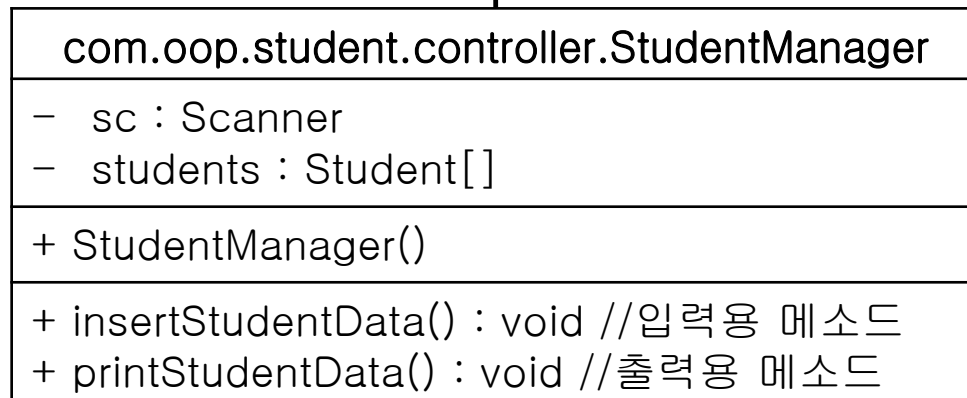 com.oop.student.controller.StudentManager
- sc : Scanner
- students : Student[]
+ StudentManager()
+ insertStudentData() : void //입력용 메소드
+ printStudentData() : void //출력용 메소드